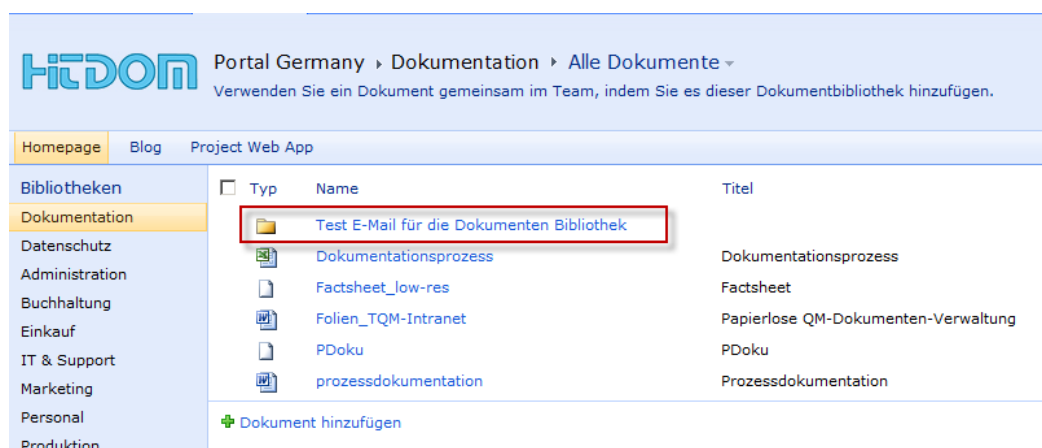 HITDOM
Portal Germany ▸ Dokumentation ▸ Alle Dokumente
Verwenden Sie ein Dokument gemeinsam im Team, indem Sie es dieser Dokumentbibliothek hinzufügen.
Homepage Blog Project Web App
Bibliotheken
Dokumentation
Datenschutz
Administration
Buchhaltung
Einkauf
IT & Support
Marketing
Personal
Produktion
Typ Name Titel
Test E-Mail für die Dokumenten Bibliothek
Dokumentationsprozess Dokumentationsprozess
Factsheet_low-res Factsheet
Folien_TQM-Intranet Papierlose QM-Dokumenten-Verwaltung
PDoku PDoku
prozessdokumentation Prozessdokumentation
Dokument hinzufügen